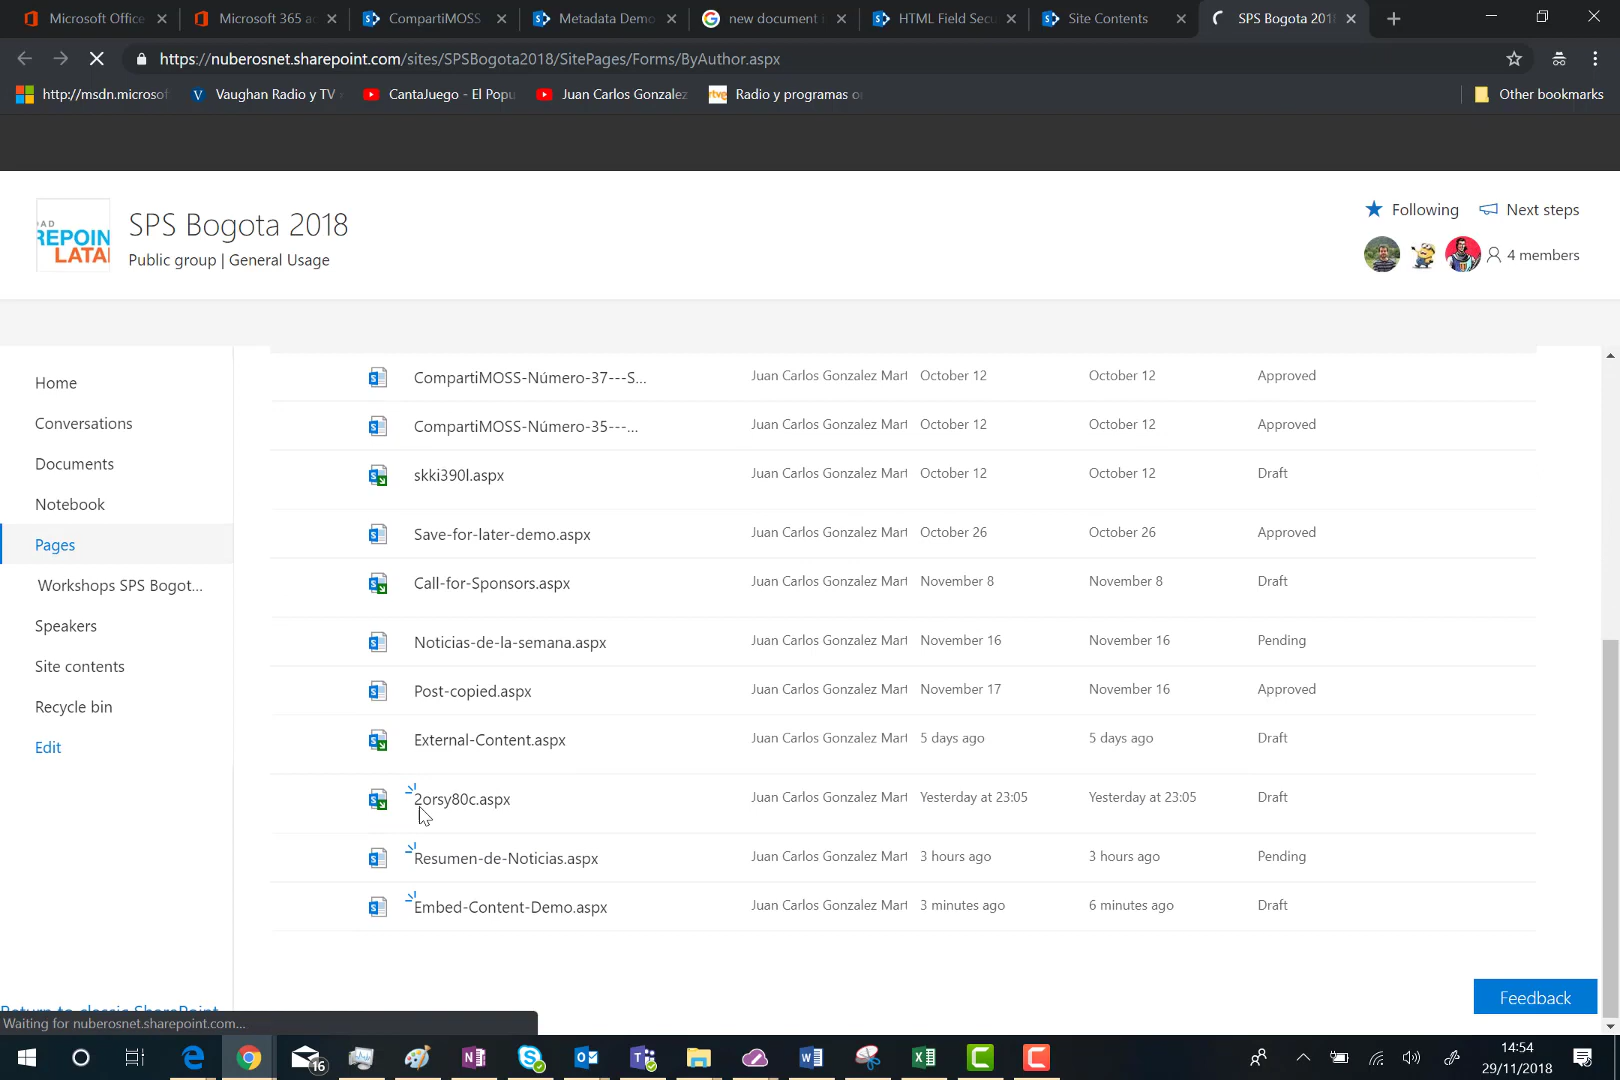 Microsoft Office
Microsoft 365 a
CompartiMOSS
Metadata Demo
new document
HTML Field Secu
Site Contents
SPS Bogota 201
https://nuberosnet.sharepoint.com/sites/SPSBogota2018/SitePages/Forms/ByAuthor.aspx
http://msdn.microsof
Vaughan Radio y TV
CantaJuego - El Popu
Juan Carlos Gonzalez
Radio y programas o
Other bookmarks
AD
REPOIN
LATA
SPS Bogota 2018
Public group | General Usage
Following
Next steps
4 members
Home
Conversations
Documents
Notebook
Pages
Workshops SPS Bogot...
Speakers
Site contents
Recycle bin
Edit
CompartiMOSS-Número-37---S... Juan Carlos Gonzalez Mart October 12 October 12 Approved
CompartiMOSS-Número-35---... Juan Carlos Gonzalez Mart October 12 October 12 Approved
skki390l.aspx Juan Carlos Gonzalez Mart October 12 October 12 Draft
Save-for-later-demo.aspx Juan Carlos Gonzalez Mart October 26 October 26 Approved
Call-for-Sponsors.aspx Juan Carlos Gonzalez Mart November 8 November 8 Draft
Noticias-de-la-semana.aspx Juan Carlos Gonzalez Mart November 16 November 16 Pending
Post-copied.aspx Juan Carlos Gonzalez Mart November 17 November 16 Approved
External-Content.aspx Juan Carlos Gonzalez Mart 5 days ago 5 days ago Draft
2orsy80c.aspx Juan Carlos Gonzalez Mart Yesterday at 23:05 Yesterday at 23:05 Draft
Resumen-de-Noticias.aspx Juan Carlos Gonzalez Mart 3 hours ago 3 hours ago Pending
Embed-Content-Demo.aspx Juan Carlos Gonzalez Mart 3 minutes ago 6 minutes ago Draft
Feedback
Return to classic SharePoint
Waiting for nuberosnet.sharepoint.com...
16
14:54
29/11/2018